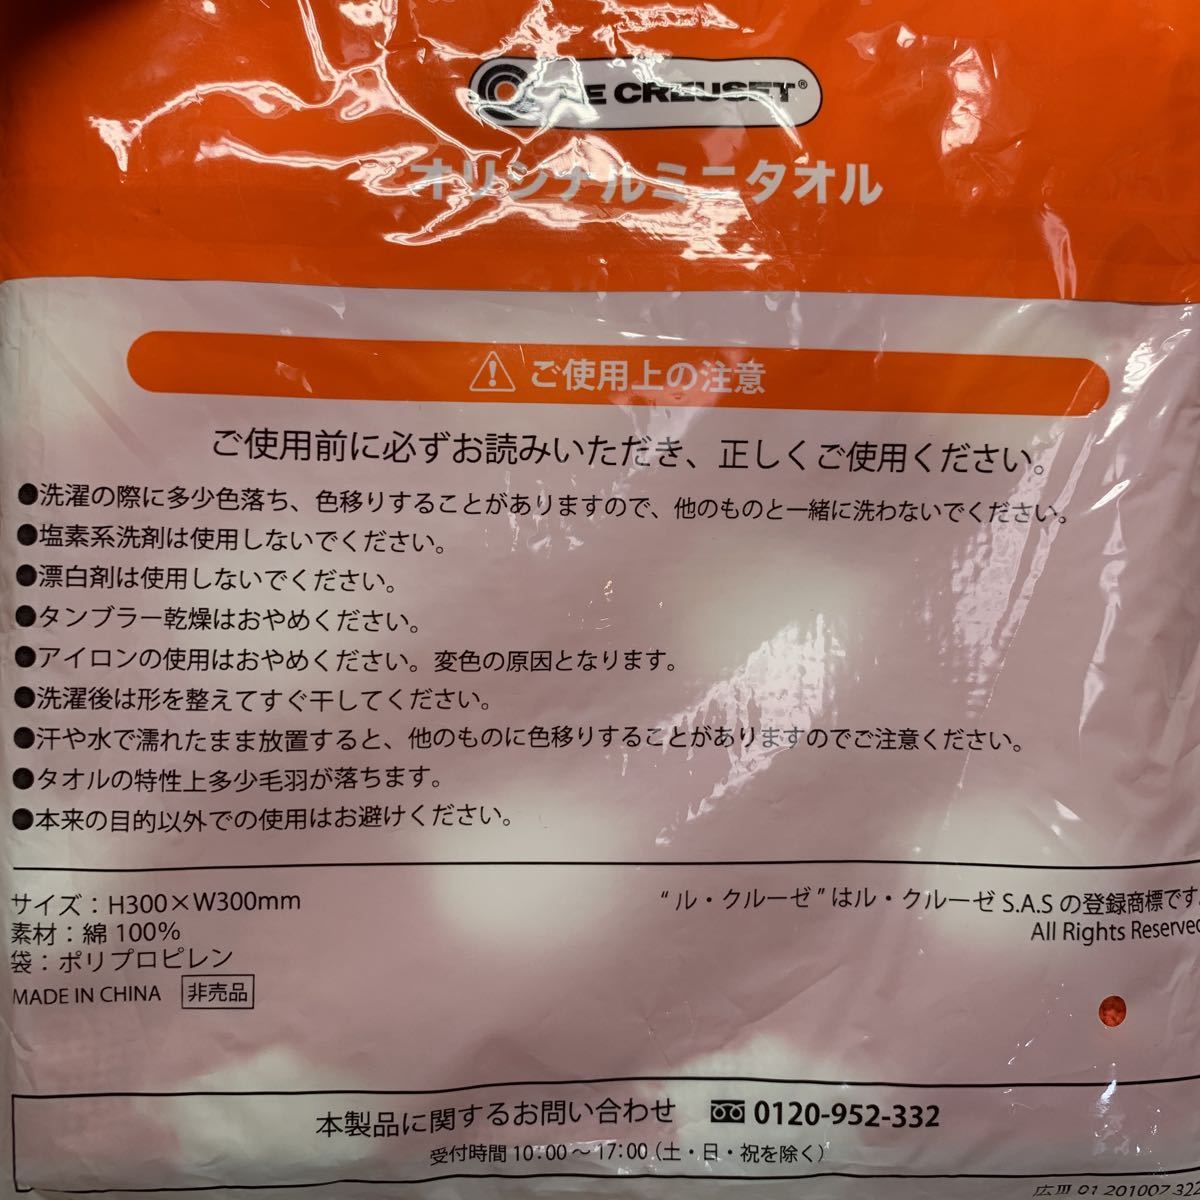 LE CREUSET®
オリジナルミニタオル
ご使用上の注意
ご使用前に必ずお読みいただき、正しくご使用ください。
●洗濯の際に多少色落ち、色移りすることがありますので、他のものと一緒に洗わないでください。
●塩素系洗剤は使用しないでください。
●漂白剤は使用しないでください。
●タンブラー乾燥はおやめください。
●アイロンの使用はおやめください。変色の原因となります。
●洗濯後は形を整えてすぐ干してください。
●汗や水で濡れたまま放置すると、他のものに色移りすることがありますのでご注意ください。
●タオルの特性上多少毛羽が落ちます。
●本来の目的以外での使用はお避けください。
サイズ：H300×W300mm
素材：綿 100%
袋：ポリプロピレン
MADE IN CHINA 非売品
“ル・クルーゼ”はル・クルーゼ S.A.S の登録商標です。
All Rights Reserved
本製品に関するお問い合わせ 0120-952-332
受付時間 10：00～17：00（土・日・祝を除く）